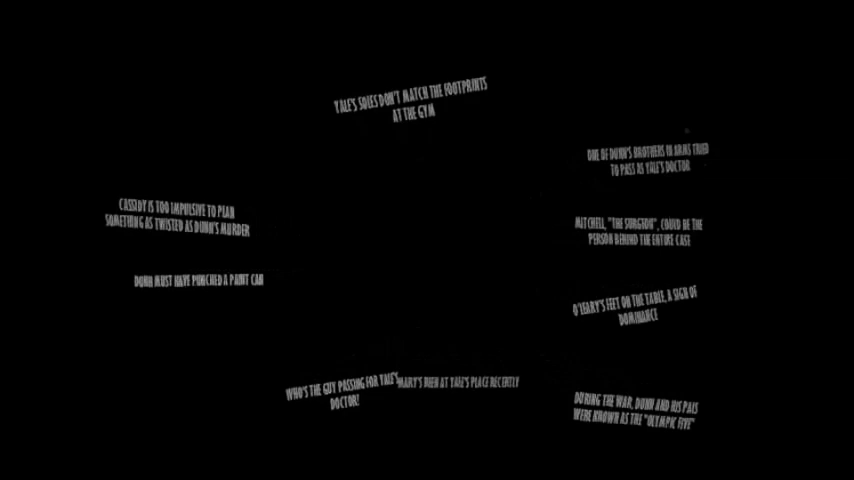 YALE'S SOLES DON'T MATCH THE FOOTPRINTS
AT THE GYM
ONE OF DUNN'S BROTHERS IN ARMS TRIED
TO PASS AS YALE'S DOCTOR
CASSIDY IS TOO IMPULSIVE TO PLAN
SOMETHING AS TWISTED AS DUNN'S MURDER
MITCHELL, "THE SURGEON", COULD BE THE
PERSON BEHIND THE ENTIRE CASE
DUNN MUST HAVE PUNCHED A PAINT CAN
O'LEARY'S FEET ON THE TABLE, A SIGN OF
DOMINANCE
WHO'S THE GUY PASSING FOR YALE'S
DOCTOR?
MARY'S BEEN AT YALE'S PLACE RECENTLY
DURING THE WAR, DUNN AND HIS PALS
WERE KNOWN AS THE "OLYMPIC FIVE"